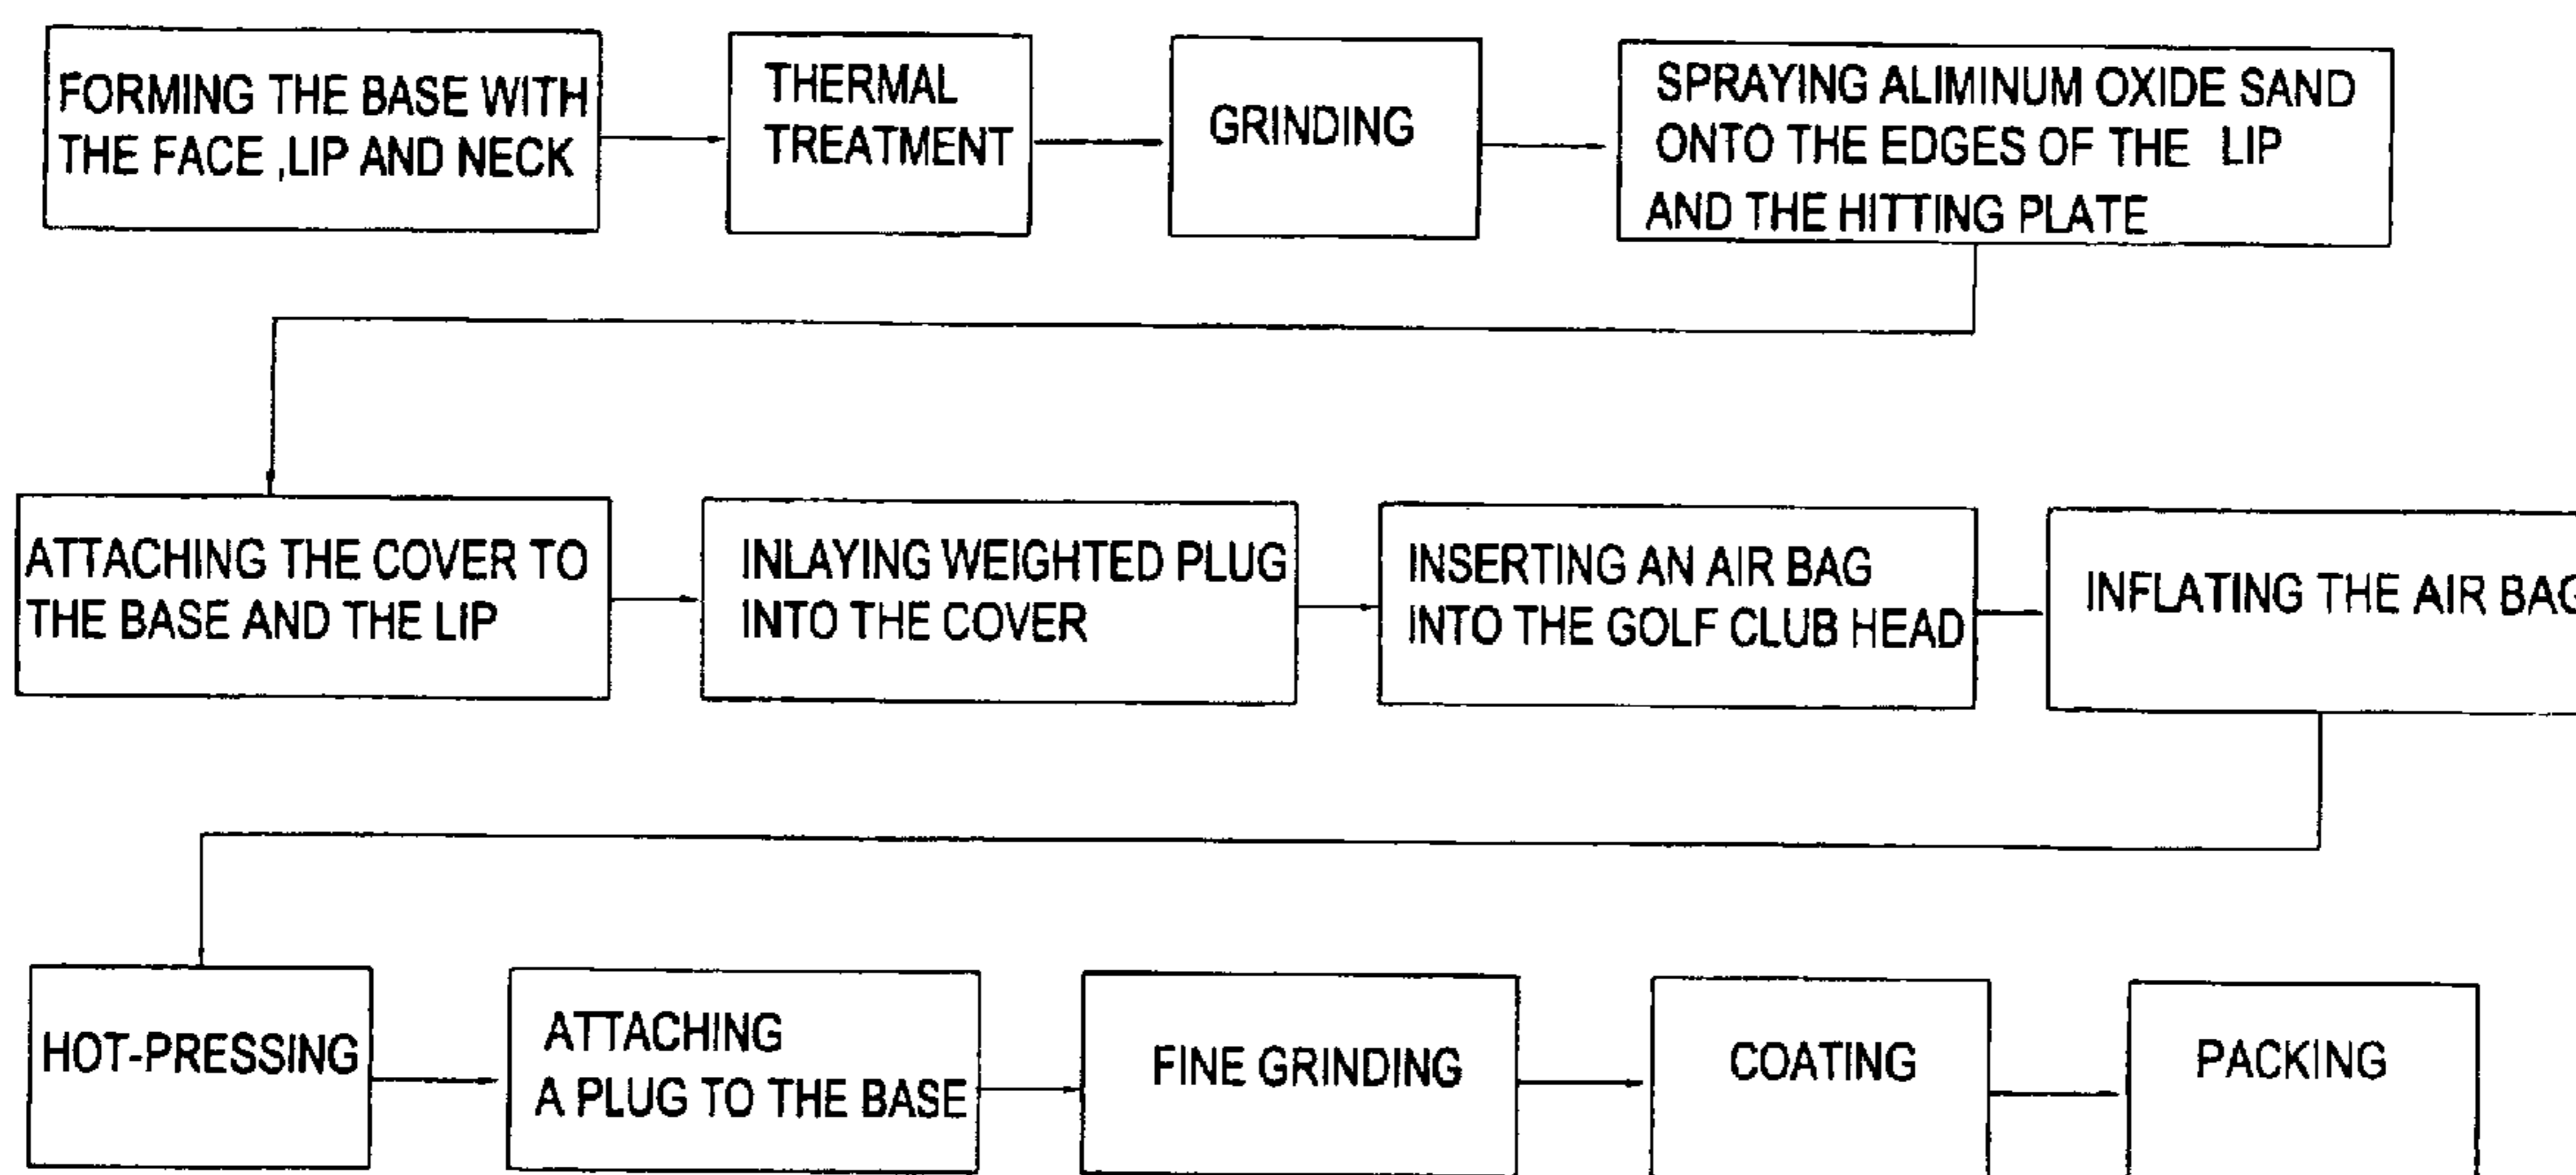 FORMING THE BASE WITH
THE FACE ,LIP AND NECK
THERMAL
TREATMENT
GRINDING
SPRAYING ALIMINUM OXIDE SAND
ONTO THE EDGES OF THE LIP
AND THE HITTING PLATE
ATTACHING THE COVER TO
THE BASE AND THE LIP
INLAYING WEIGHTED PLUG
INTO THE COVER
INSERTING AN AIR BAG
INTO THE GOLF CLUB HEAD
INFLATING THE AIR BAG
HOT-PRESSING
ATTACHING
A PLUG TO THE BASE
FINE GRINDING
COATING
PACKING